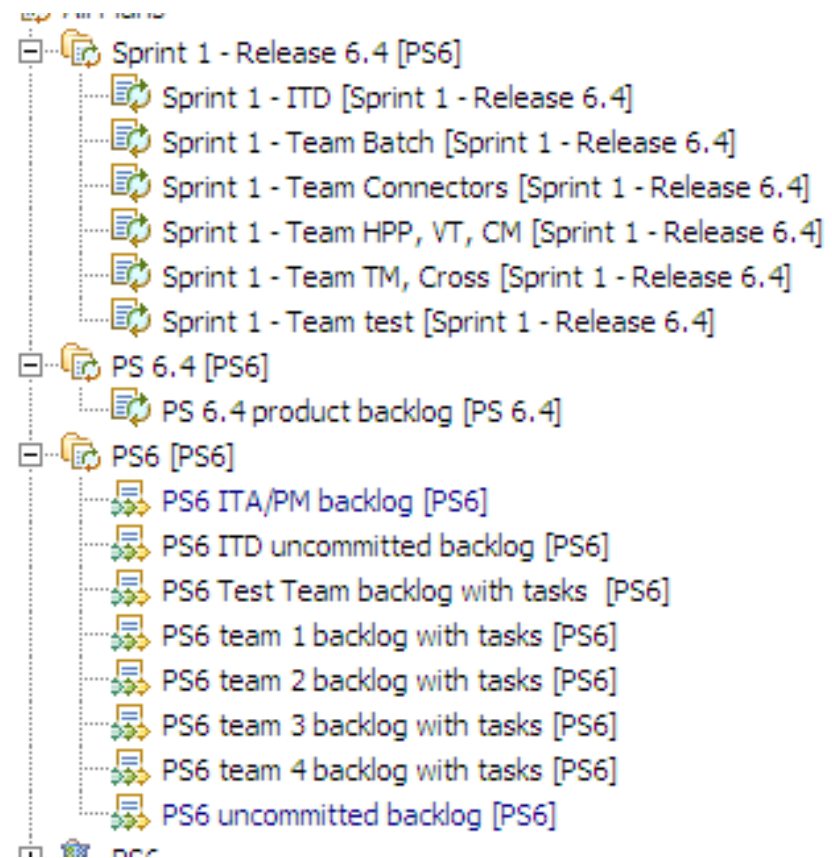 All Plans
Sprint 1 - Release 6.4 [PS6]
Sprint 1 - ITD [Sprint 1 - Release 6.4]
Sprint 1 - Team Batch [Sprint 1 - Release 6.4]
Sprint 1 - Team Connectors [Sprint 1 - Release 6.4]
Sprint 1 - Team HPP, VT, CM [Sprint 1 - Release 6.4]
Sprint 1 - Team TM, Cross [Sprint 1 - Release 6.4]
Sprint 1 - Team test [Sprint 1 - Release 6.4]
PS 6.4 [PS6]
PS 6.4 product backlog [PS 6.4]
PS6 [PS6]
PS6 ITA/PM backlog [PS6]
PS6 ITD uncommitted backlog [PS6]
PS6 Test Team backlog with tasks [PS6]
PS6 team 1 backlog with tasks [PS6]
PS6 team 2 backlog with tasks [PS6]
PS6 team 3 backlog with tasks [PS6]
PS6 team 4 backlog with tasks [PS6]
PS6 uncommitted backlog [PS6]
PS6